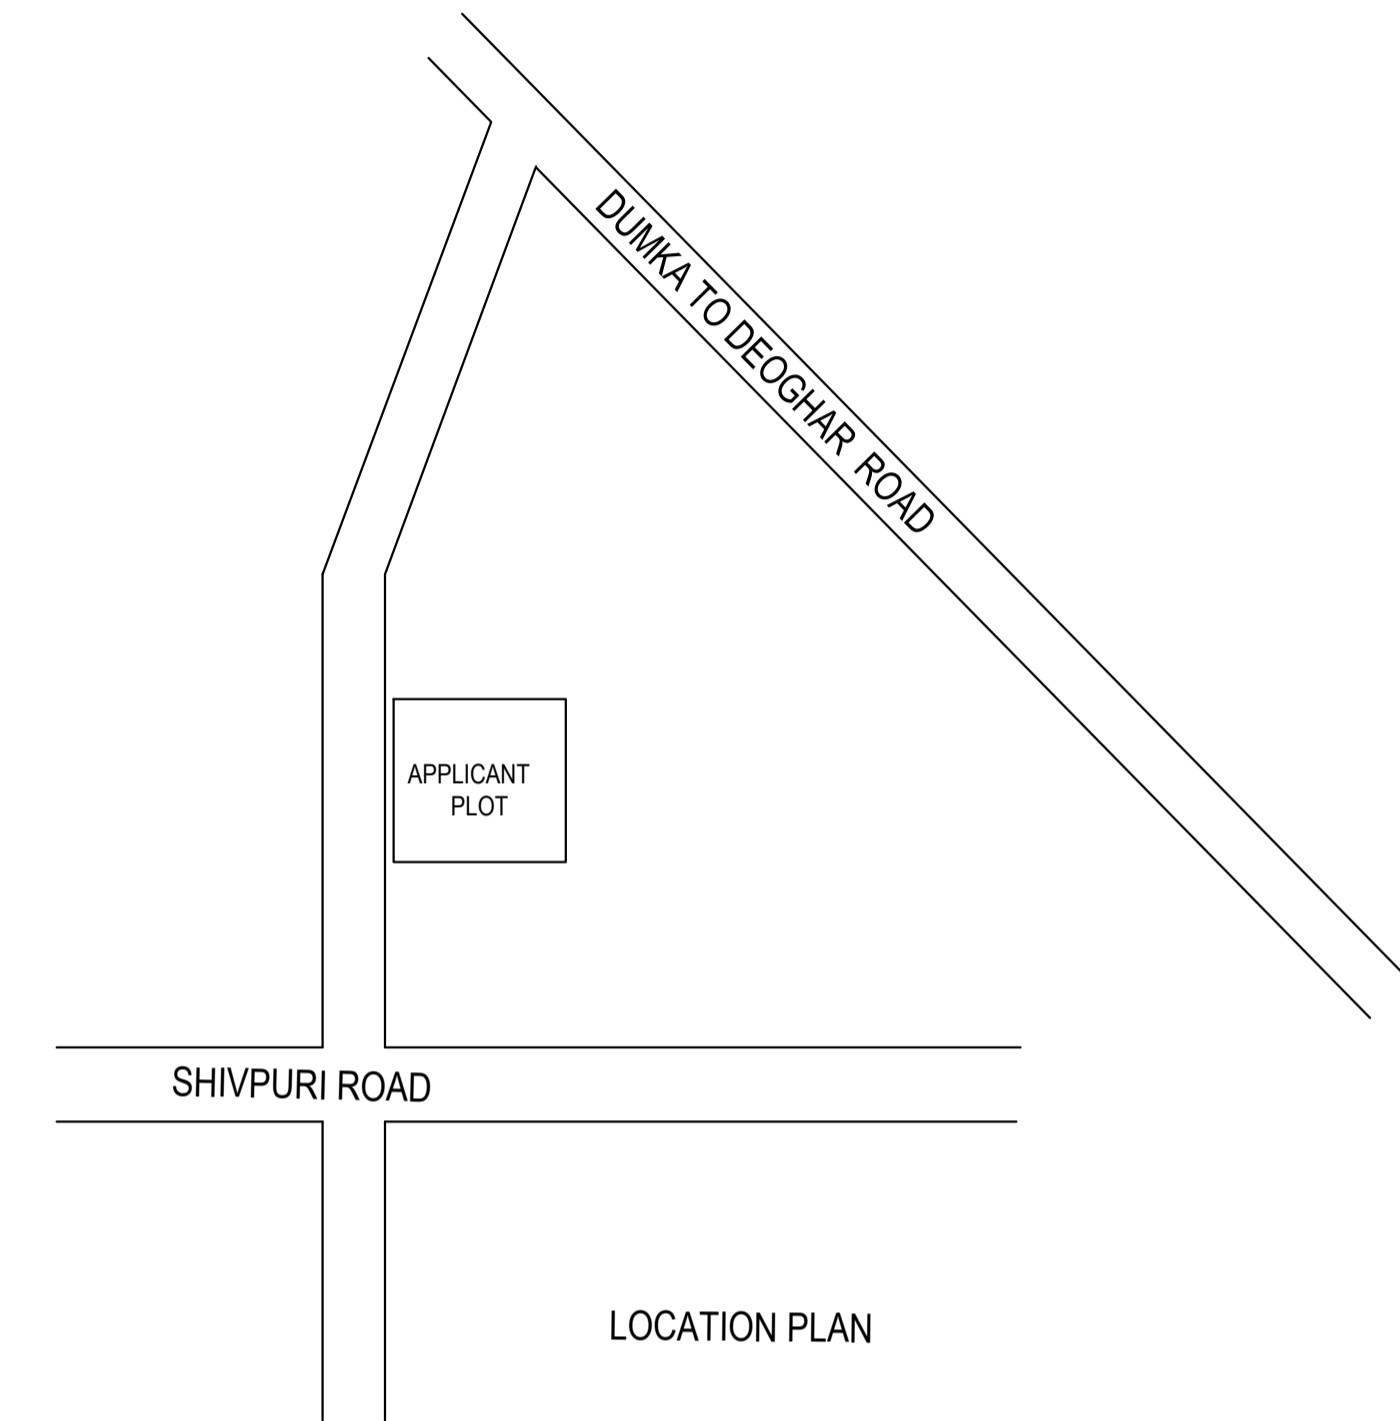 DUMKA TO DEOGHAR ROAD
APPLICANT
PLOT
SHIVPURI ROAD
LOCATION PLAN